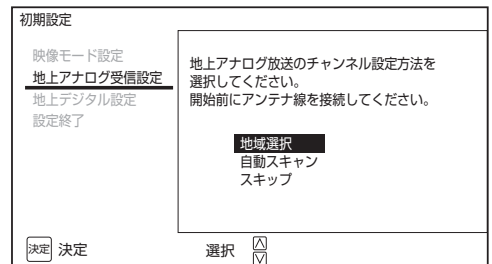 初期設定
映像モード設定
地上アナログ受信設定
地上デジタル設定
設定終了
地上アナログ放送のチャンネル設定方法を
選択してください。
開始前にアンテナ線を接続してください。
地域選択
自動スキャン
スキップ
決定 決定
選択